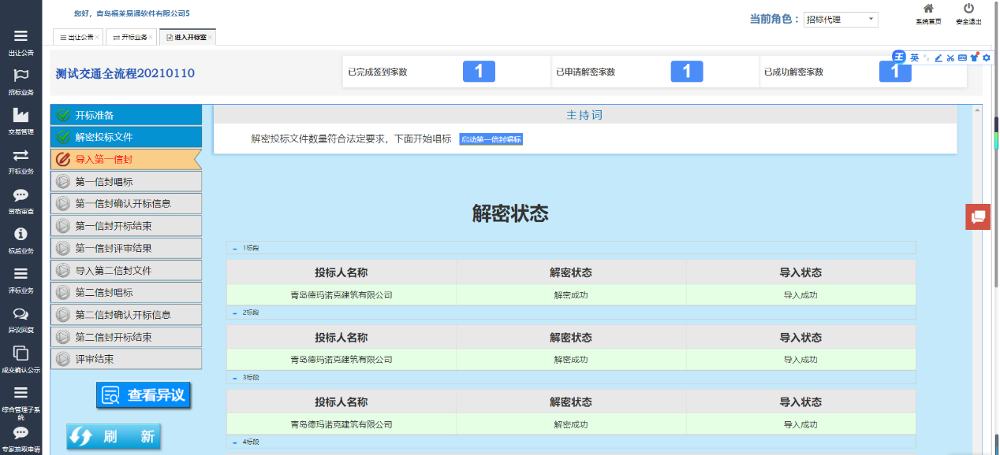 您好，青岛福莱易通软件有限公司5
当前角色： 招标代理
系统首页 安全退出
出让公告 开标业务 进入开标室
英
测试交通全流程20210110
已完成签到家数 1 已申请解密家数 1 已成功解密家数 1
出让公告
招标业务
交易管理
开标业务
资格审查
标后业务
评标业务
异议回复
成交确认公示
综合管理子系
统
专家抽取申请
开标准备
解密投标文件
导入第一信封
第一信封唱标
第一信封确认开标信息
第一信封开标结束
第一信封评审结果
导入第二信封文件
第二信封唱标
第二信封确认开标信息
第二信封开标结束
评审结束
查看异议
刷 新
主持词
解密投标文件数量符合法定要求，下面开始唱标 启动第一信封唱标
解密状态
－ 1标段
投标人名称 解密状态 导入状态
青岛德玛诺克建筑有限公司 解密成功 导入成功
－ 2标段
投标人名称 解密状态 导入状态
青岛德玛诺克建筑有限公司 解密成功 导入成功
－ 3标段
投标人名称 解密状态 导入状态
青岛德玛诺克建筑有限公司 解密成功 导入成功
－ 4标段